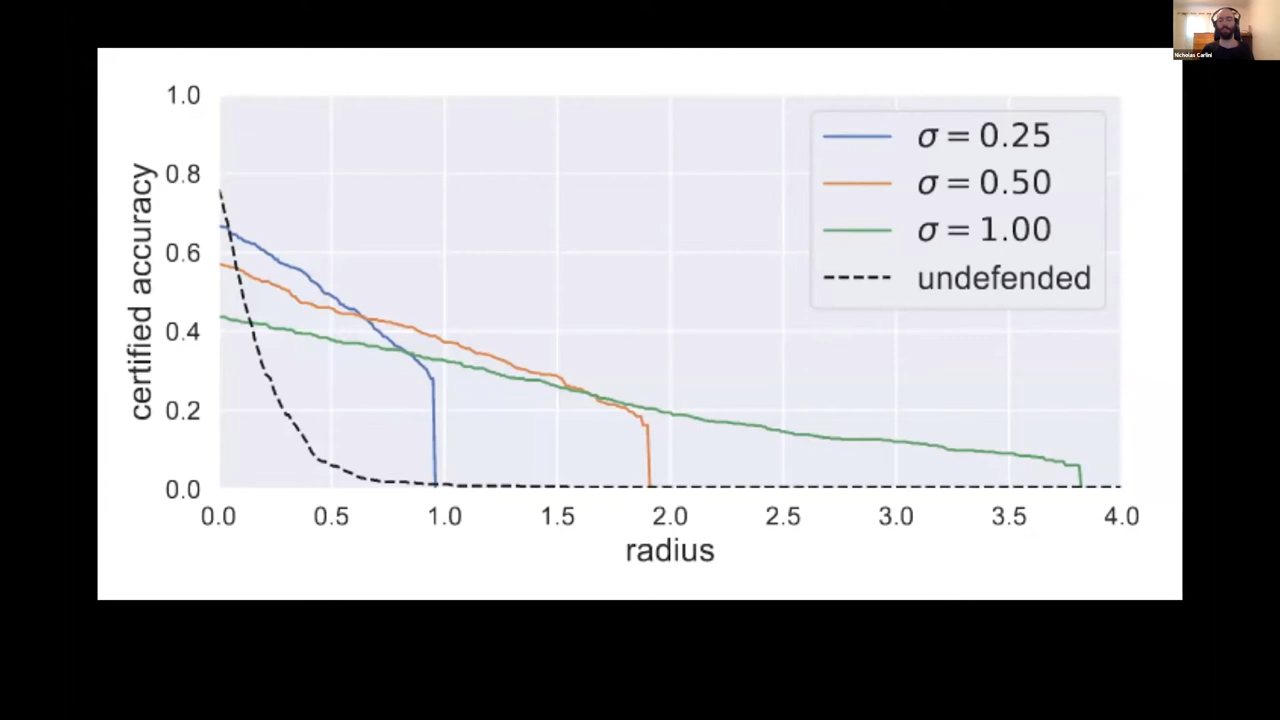 Nicholas Carlini
1.0
0.8
0.6
0.4
0.2
0.0
certified accuracy
σ = 0.25
σ = 0.50
σ = 1.00
undefended
0.0 0.5 1.0 1.5 2.0 2.5 3.0 3.5 4.0
radius